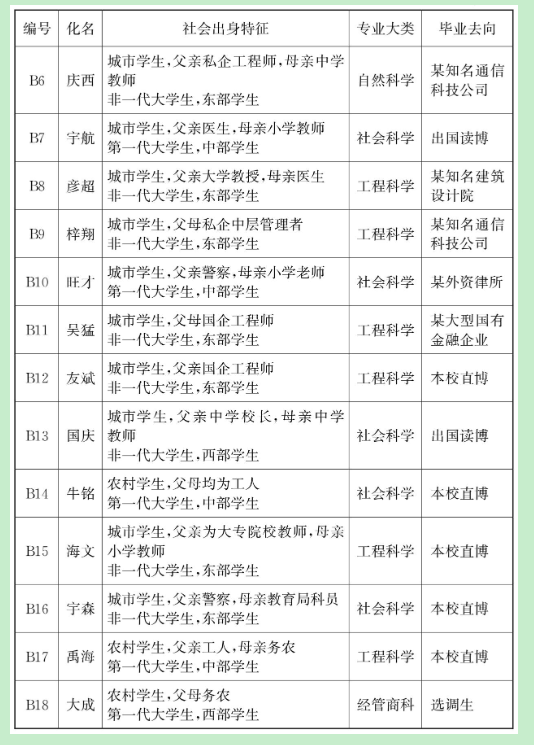 编号 化名 社会出身特征 专业大类 毕业去向
B6 庆西 城市学生,父亲私企工程师,母亲中学教师 非一代大学生,东部学生 自然科学 某知名通信科技公司
B7 宇航 城市学生,父亲医生,母亲小学教师 第一代大学生,中部学生 社会科学 出国读博
B8 彦超 城市学生,父亲大学教授,母亲医生 非一代大学生,东部学生 工程科学 某知名建筑设计院
B9 梓翔 城市学生,父母私企中层管理者 非一代大学生,东部学生 工程科学 某知名通信科技公司
B10 旺才 城市学生,父亲警察,母亲小学老师 第一代大学生,中部学生 社会科学 某外资律所
B11 吴猛 城市学生,父母国企工程师 非一代大学生,东部学生 工程科学 某大型国有金融企业
B12 友斌 城市学生,父亲国企工程师 非一代大学生,东部学生 工程科学 本校直博
B13 国庆 城市学生,父亲中学校长,母亲中学教师 非一代大学生,西部学生 社会科学 出国读博
B14 牛铭 农村学生,父母均为工人 第一代大学生,中部学生 社会科学 本校直博
B15 海文 城市学生,父亲为大专院校教师,母亲小学教师 非一代大学生,东部学生 工程科学 本校直博
B16 宇森 城市学生,父亲警察,母亲教育局科员 非一代大学生,东部学生 社会科学 本校直博
B17 禹海 农村学生,父亲工人,母亲务农 第一代大学生,中部学生 工程科学 本校直博
B18 大成 农村学生,父母务农 第一代大学生,西部学生 经管商科 选调生